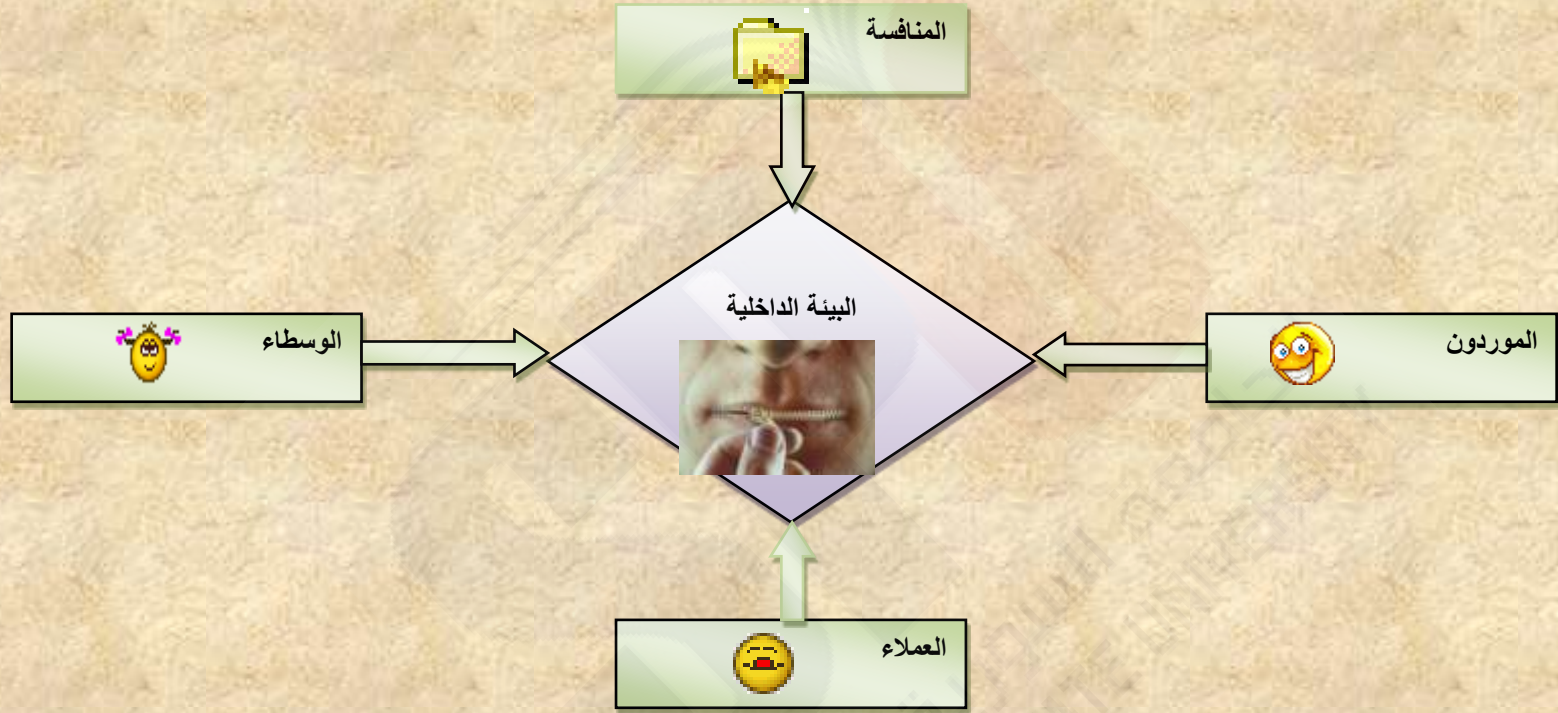 المنافسة
البيئة الداخلية
الموردون
الوسطاء
العملاء